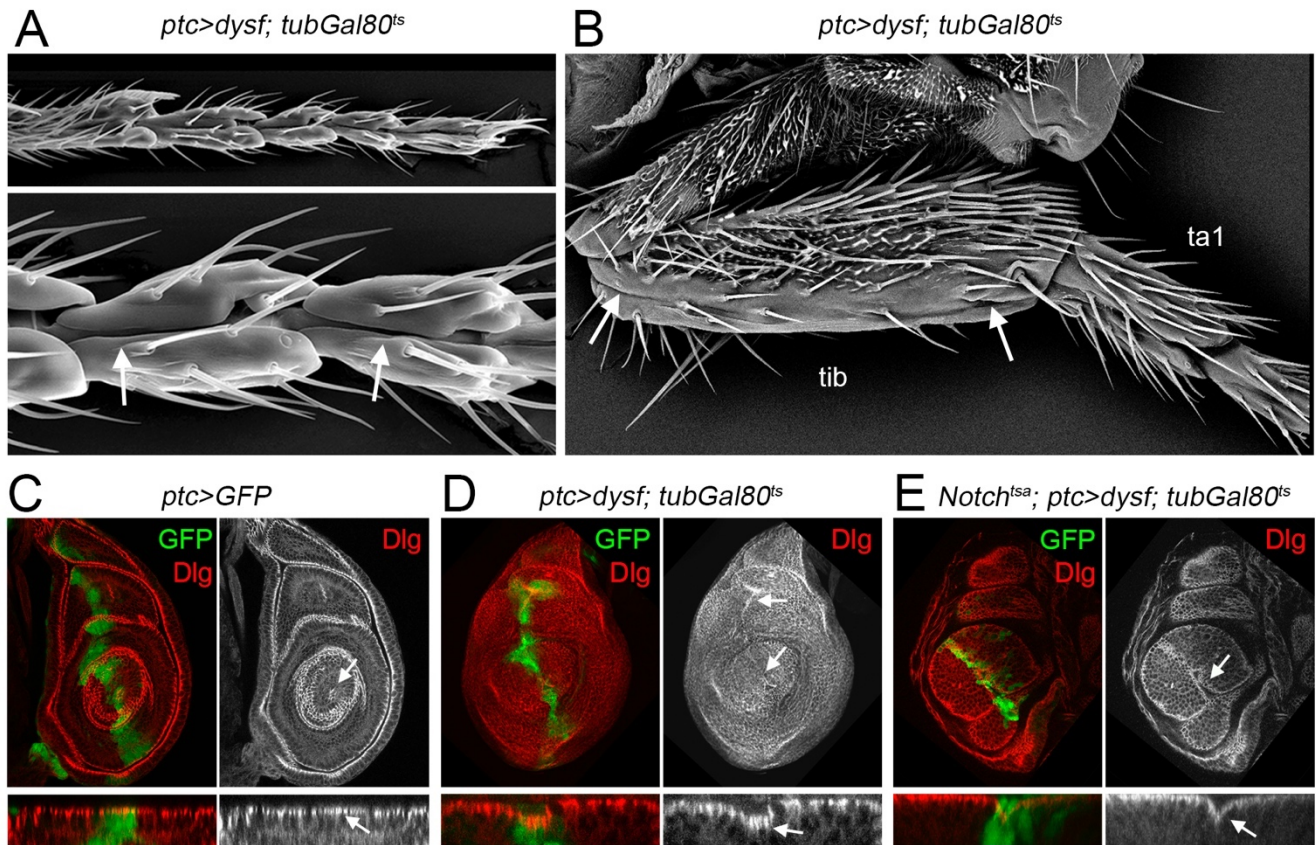 A ptc>dysf; tubGal80ts
B ptc>dysf; tubGal80ts
ta1
tib
C ptc>GFP
D ptc>dysf; tubGal80ts
E Notchtsa; ptc>dysf; tubGal80ts
GFP
Dlg
Dlg
GFP
Dlg
Dlg
GFP
Dlg
Dlg